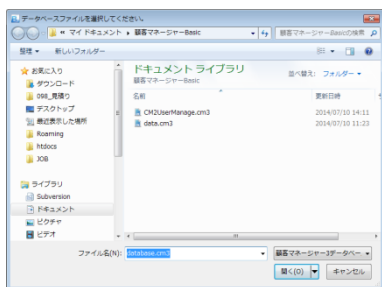 データベースファイルを選択してください。
« マイ ドキュメント ▸ 顧客マネージャーBasic
顧客マネージャーBasicの検索
整理 ▼ 新しいフォルダー
お気に入り
ダウンロード
098_見積り
デスクトップ
最近表示した場所
Roaming
htdocs
JOB
ライブラリ
Subversion
ドキュメント
ピクチャ
ビデオ
ドキュメント ライブラリ
顧客マネージャーBasic
並べ替え: フォルダー ▼
名前 更新日時
CM2UserManage.cm3 2014/07/10 14:11
data.cm3 2014/07/10 11:23
ファイル名(N): database.cm3
顧客マネージャー3データベー
開く(O) キャンセル